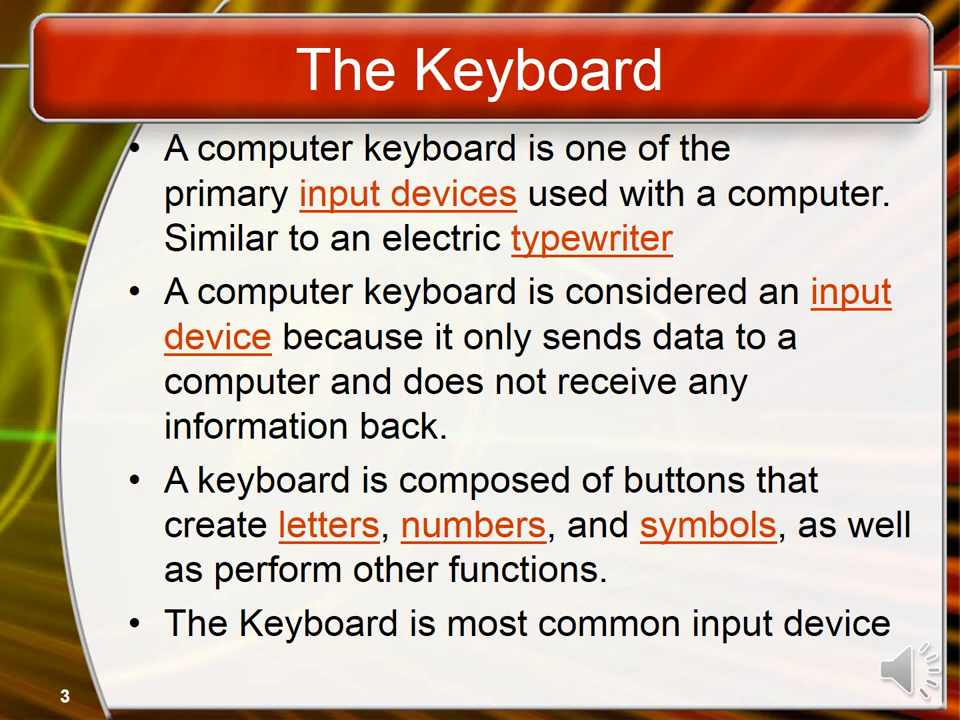 The Keyboard
• A computer keyboard is one of the
primary input devices used with a computer.
Similar to an electric typewriter
• A computer keyboard is considered an input
device because it only sends data to a
computer and does not receive any
information back.
• A keyboard is composed of buttons that
create letters, numbers, and symbols, as well
as perform other functions.
• The Keyboard is most common input device
3